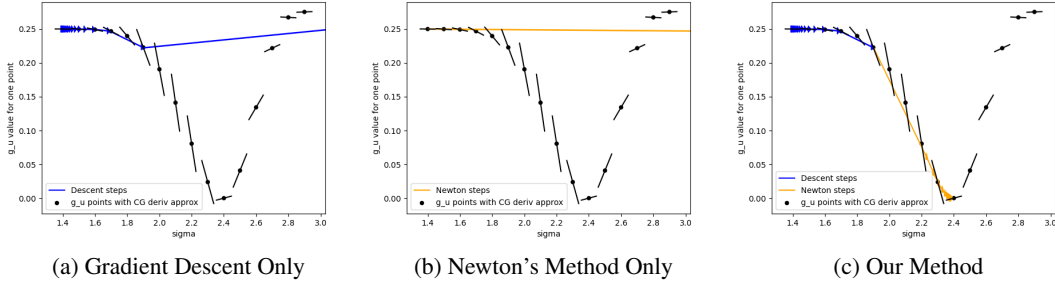 0.25
0.20
0.15
0.10
0.05
0.00
g_u value for one point
Descent steps
g_u points with CG deriv approx
1.4 1.6 1.8 2.0 2.2 2.4 2.6 2.8 3.0
sigma
(a) Gradient Descent Only
0.25
0.20
0.15
0.10
0.05
0.00
g_u value for one point
Newton steps
g_u points with CG deriv approx
1.4 1.6 1.8 2.0 2.2 2.4 2.6 2.8 3.0
sigma
(b) Newton's Method Only
0.25
0.20
0.15
0.10
0.05
0.00
g_u value for one point
Descent steps
Newton steps
g_u points with CG deriv approx
1.4 1.6 1.8 2.0 2.2 2.4 2.6 2.8 3.0
sigma
(c) Our Method